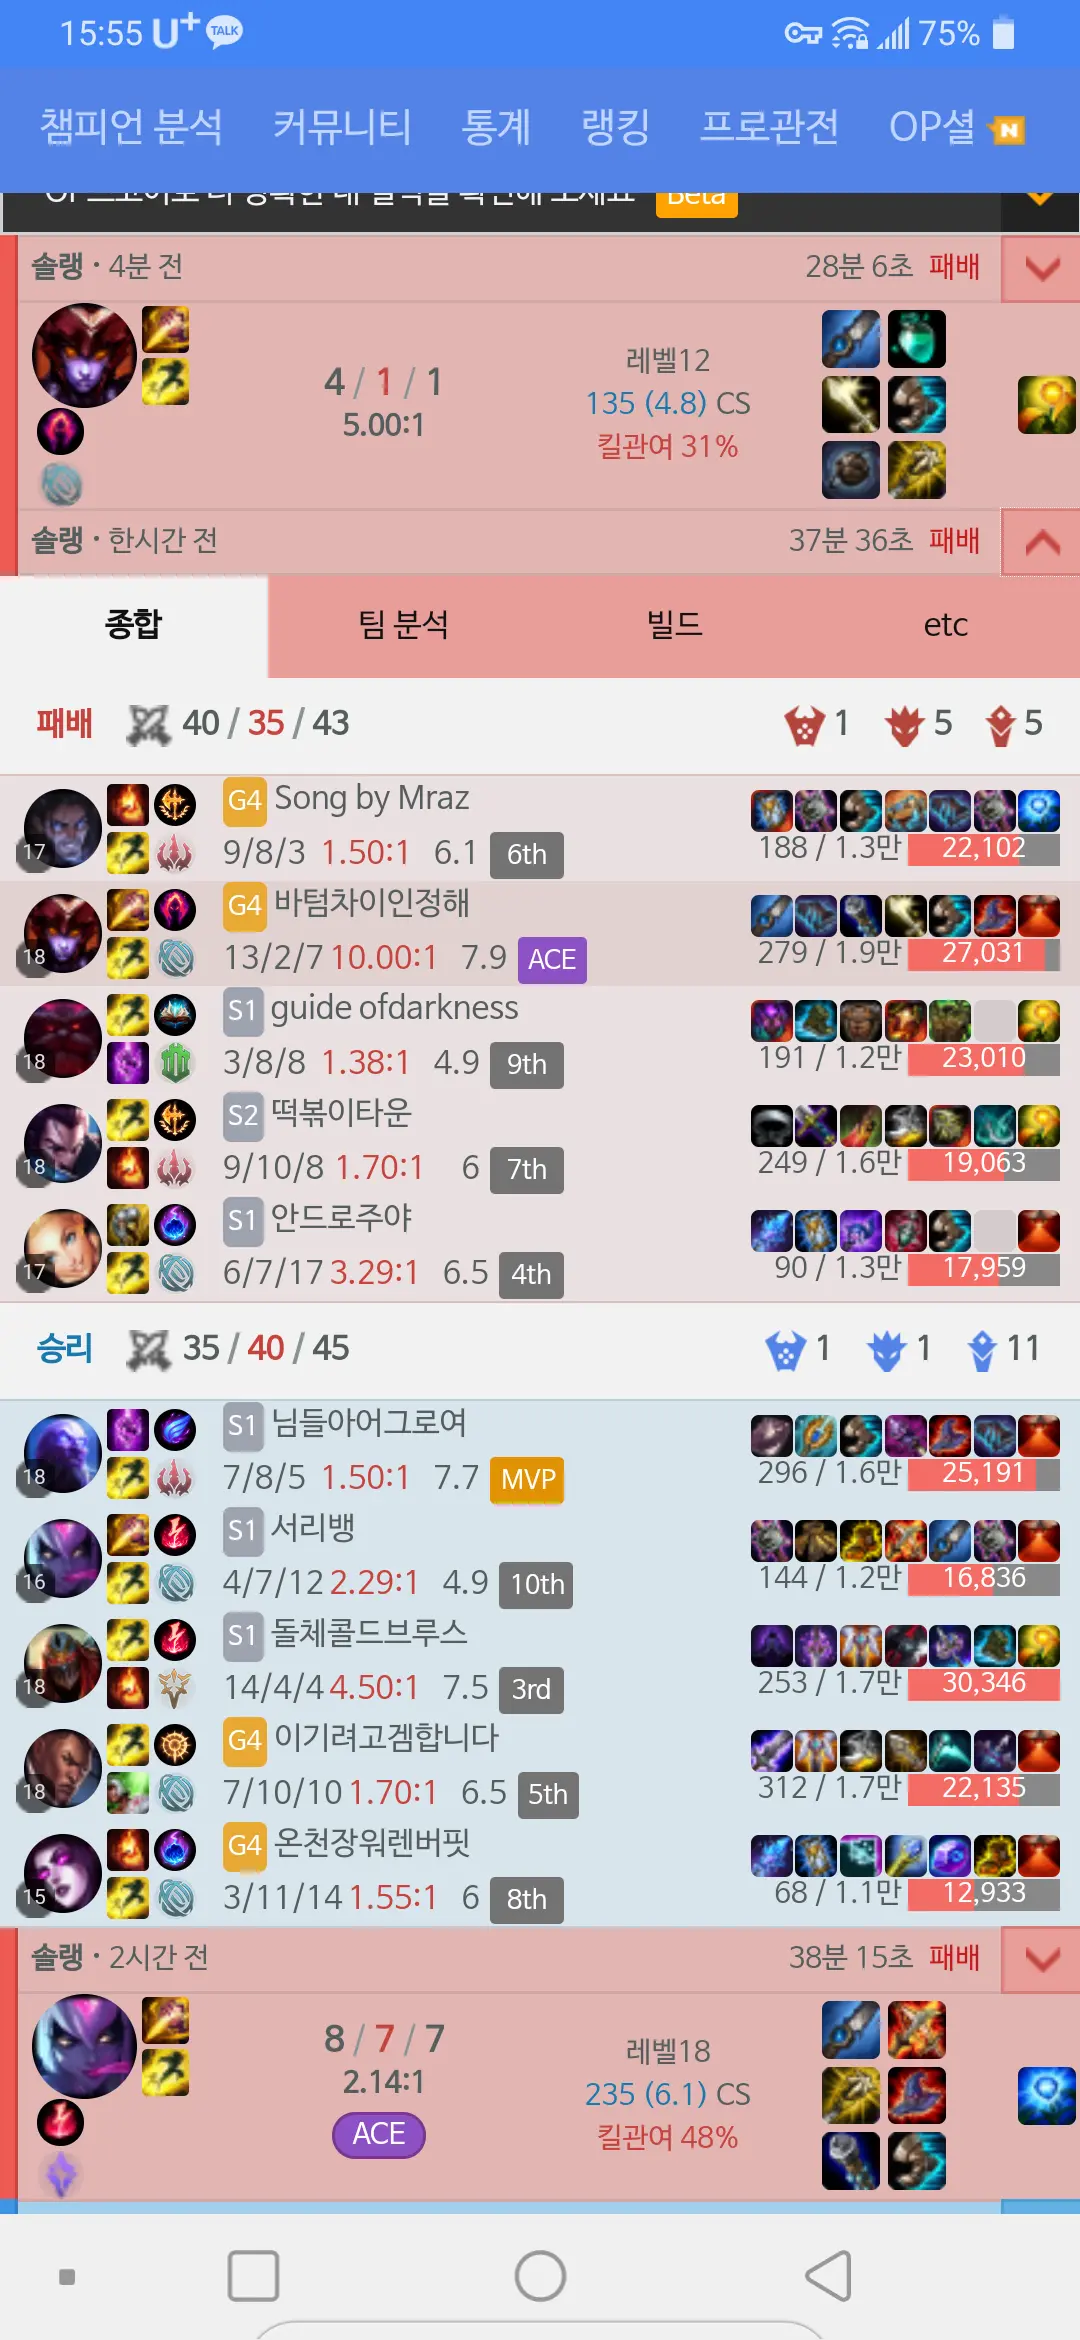 15:55 U+ TALK 75%
챔피언 분석 커뮤니티 통계 랭킹 프로관전 OP셜 N
Beta
솔랭 · 4분 전 28분 6초 패배
4 / 1 / 1
5.00:1
레벨12
135 (4.8) CS
킬관여 31%
솔랭 · 한시간 전 37분 36초 패배
종합 팀 분석 빌드 etc
패배 40 / 35 / 43 1 5 5
17 G4 Song by Mraz
9/8/3 1.50:1 6.1 6th 188 / 1.3만 22,102
18 G4 바텀차이인정해
13/2/7 10.00:1 7.9 ACE 279 / 1.9만 27,031
18 S1 guide ofdarkness
3/8/8 1.38:1 4.9 9th 191 / 1.2만 23,010
18 S2 떡볶이타운
9/10/8 1.70:1 6 7th 249 / 1.6만 19,063
17 S1 안드로주야
6/7/17 3.29:1 6.5 4th 90 / 1.3만 17,959
승리 35 / 40 / 45 1 1 11
18 S1 님들아어그로여
7/8/5 1.50:1 7.7 MVP 296 / 1.6만 25,191
16 S1 서리뱅
4/7/12 2.29:1 4.9 10th 144 / 1.2만 16,836
18 S1 돌체콜드브루스
14/4/4 4.50:1 7.5 3rd 253 / 1.7만 30,346
18 G4 이기려고겜합니다
7/10/10 1.70:1 6.5 5th 312 / 1.7만 22,135
15 G4 온천장워렌버핏
3/11/14 1.55:1 6 8th 68 / 1.1만 12,933
솔랭 · 2시간 전 38분 15초 패배
8 / 7 / 7
2.14:1
ACE
레벨18
235 (6.1) CS
킬관여 48%